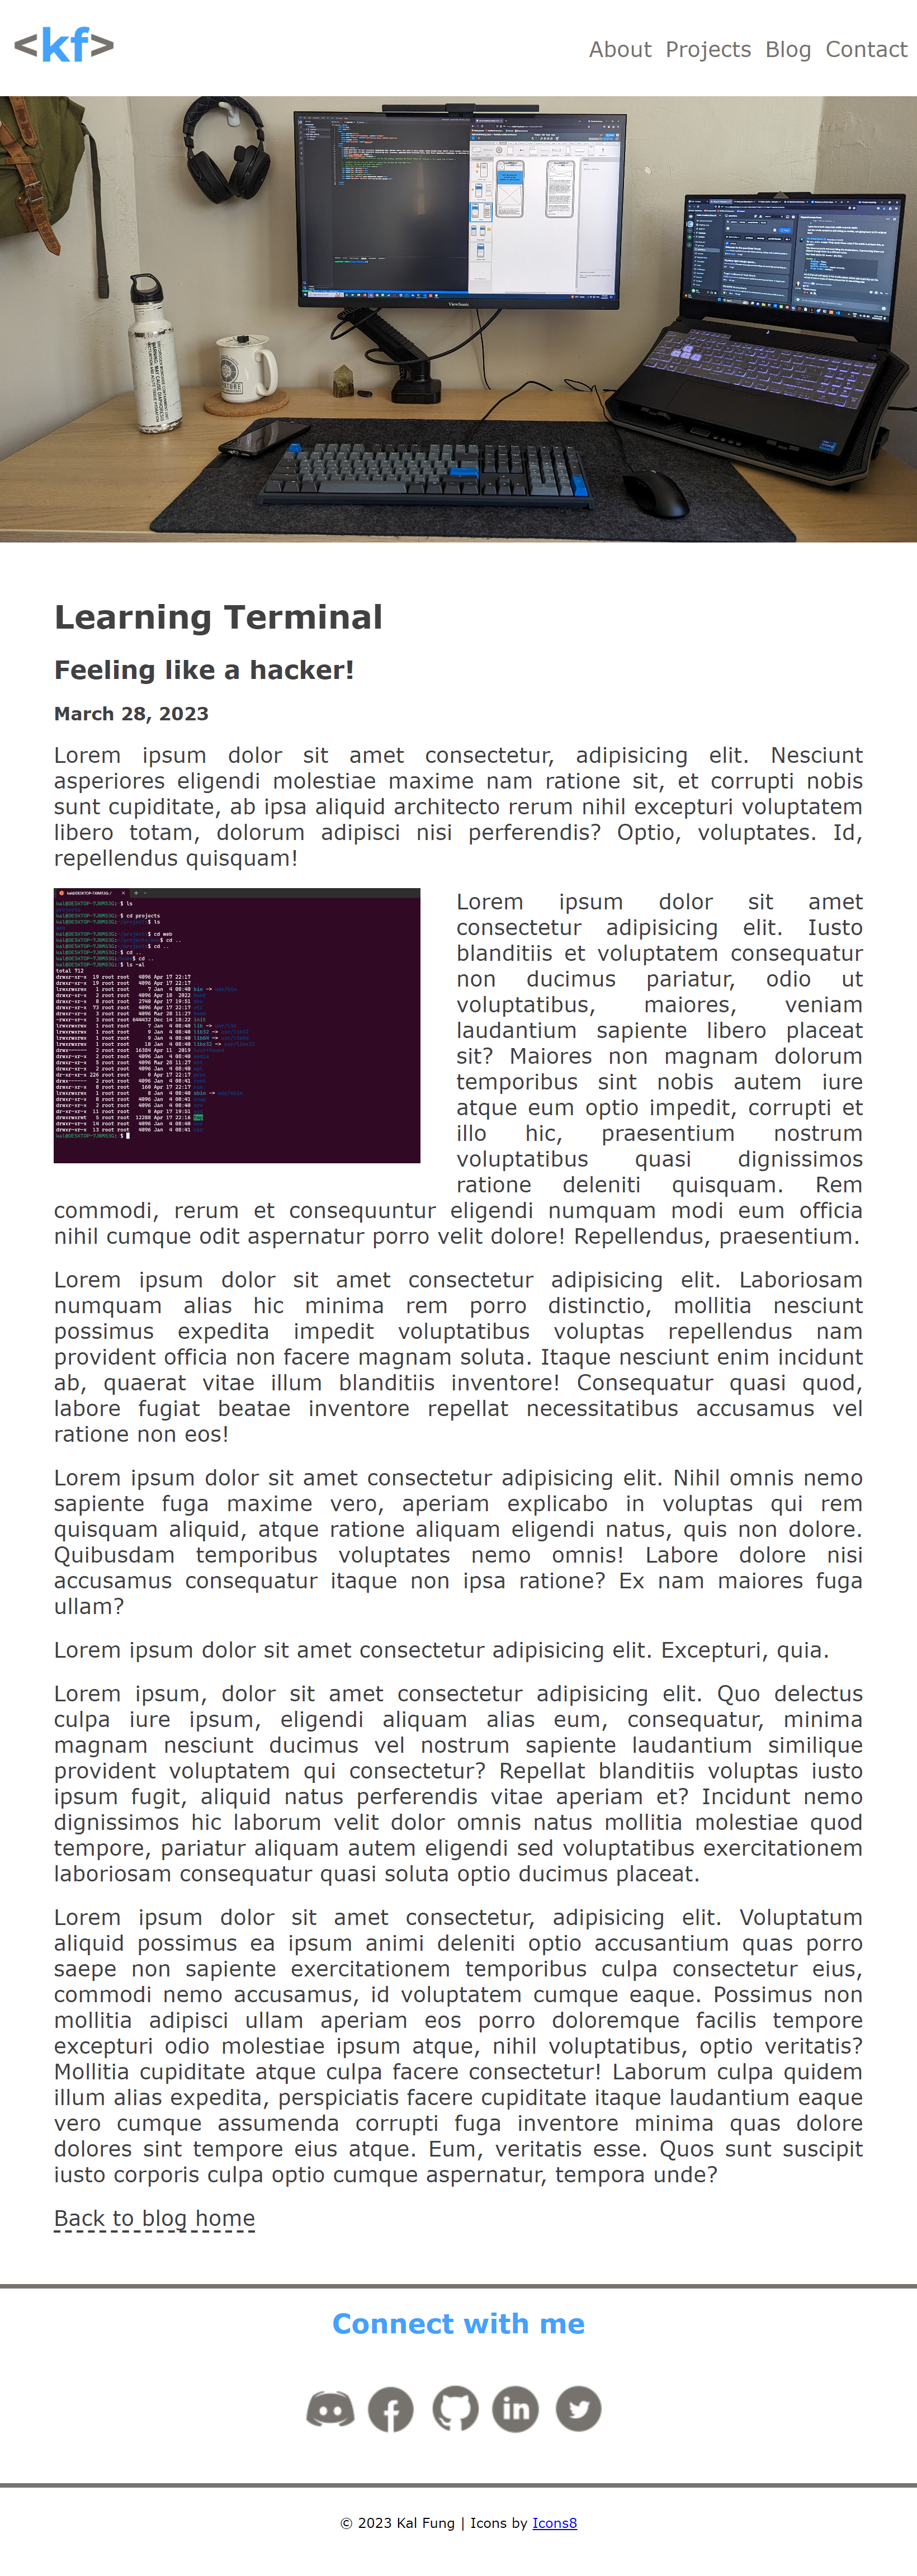 <kf>
About Projects Blog Contact
ViewSonic
Learning Terminal
Feeling like a hacker!
March 28, 2023
Lorem ipsum dolor sit amet consectetur, adipisicing elit. Nesciunt
asperiores eligendi molestiae maxime nam ratione sit, et corrupti nobis
sunt cupiditate, ab ipsa aliquid architecto rerum nihil excepturi voluptatem
libero totam, dolorum adipisci nisi perferendis? Optio, voluptates. Id,
repellendus quisquam!
$ ls
$ cd projects
$ ls
$ cd web
$ cd ..
$ cd ..
$ cd ..
$ cd ..
$ ls -al
total 712
Lorem ipsum dolor sit amet
consectetur adipisicing elit. Iusto
blanditiis et voluptatem consequatur
non ducimus pariatur, odio ut
voluptatibus, maiores, veniam
laudantium sapiente libero placeat
sit? Maiores non magnam dolorum
temporibus sint nobis autem iure
atque eum optio impedit, corrupti et
illo hic, praesentium nostrum
voluptatibus quasi dignissimos
ratione deleniti quisquam. Rem
commodi, rerum et consequuntur eligendi numquam modi eum officia
nihil cumque odit aspernatur porro velit dolore! Repellendus, praesentium.
Lorem ipsum dolor sit amet consectetur adipisicing elit. Laboriosam
numquam alias hic minima rem porro distinctio, mollitia nesciunt
possimus expedita impedit voluptatibus voluptas repellendus nam
provident officia non facere magnam soluta. Itaque nesciunt enim incidunt
ab, quaerat vitae illum blanditiis inventore! Consequatur quasi quod,
labore fugiat beatae inventore repellat necessitatibus accusamus vel
ratione non eos!
Lorem ipsum dolor sit amet consectetur adipisicing elit. Nihil omnis nemo
sapiente fuga maxime vero, aperiam explicabo in voluptas qui rem
quisquam aliquid, atque ratione aliquam eligendi natus, quis non dolore.
Quibusdam temporibus voluptates nemo omnis! Labore dolore nisi
accusamus consequatur itaque non ipsa ratione? Ex nam maiores fuga
ullam?
Lorem ipsum dolor sit amet consectetur adipisicing elit. Excepturi, quia.
Lorem ipsum, dolor sit amet consectetur adipisicing elit. Quo delectus
culpa iure ipsum, eligendi aliquam alias eum, consequatur, minima
magnam nesciunt ducimus vel nostrum sapiente laudantium similique
provident voluptatem qui consectetur? Repellat blanditiis voluptas iusto
ipsum fugit, aliquid natus perferendis vitae aperiam et? Incidunt nemo
dignissimos hic laborum velit dolor omnis natus mollitia molestiae quod
tempore, pariatur aliquam autem eligendi sed voluptatibus exercitationem
laboriosam consequatur quasi soluta optio ducimus placeat.
Lorem ipsum dolor sit amet consectetur, adipisicing elit. Voluptatum
aliquid possimus ea ipsum animi deleniti optio accusantium quas porro
saepe non sapiente exercitationem temporibus culpa consectetur eius,
commodi nemo accusamus, id voluptatem cumque eaque. Possimus non
mollitia adipisci ullam aperiam eos porro doloremque facilis tempore
excepturi odio molestiae ipsum atque, nihil voluptatibus, optio veritatis?
Mollitia cupiditate atque culpa facere consectetur! Laborum culpa quidem
illum alias expedita, perspiciatis facere cupiditate itaque laudantium eaque
vero cumque assumenda corrupti fuga inventore minima quas dolore
dolores sint tempore eius atque. Eum, veritatis esse. Quos sunt suscipit
iusto corporis culpa optio cumque aspernatur, tempora unde?
Back to blog home
Connect with me
© 2023 Kal Fung | Icons by Icons8